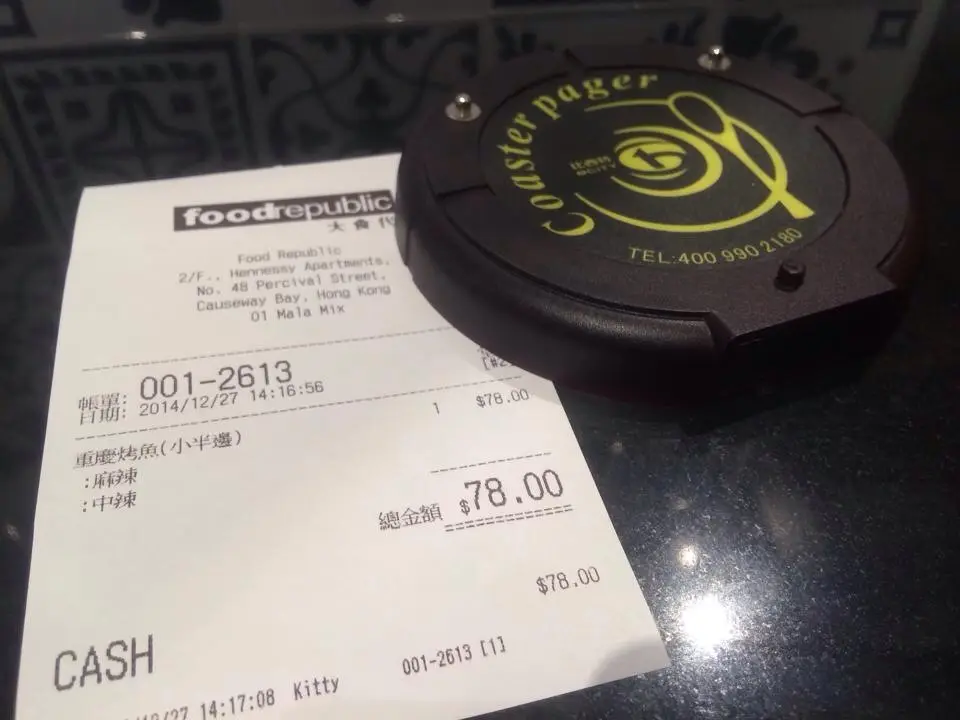 foodrepublic
大食代
Food Republic
2/F., Hennessy Apartments,
No. 48 Percival Street,
Causeway Bay, Hong Kong
01 Mala Mix
帳單: 001-2613
日期: 2014/12/27 14:16:56
重慶烤魚(小半邊) 1 $78.00
:麻辣
:中辣
總金額 $78.00
$78.00
CASH
14:17:08 Kitty 001-2613 [1]
Coaster pager
TEL:400 990 2180